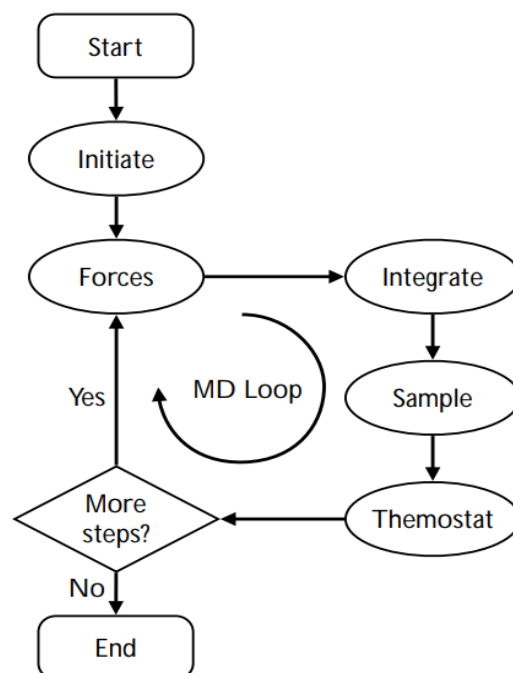 Start
Initiate
Forces
Integrate
Yes
MD Loop
Sample
More
steps?
Themostat
No
End